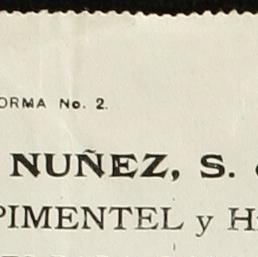 ORMA No. 2.
NUÑEZ, S.
PIMENTEL y H